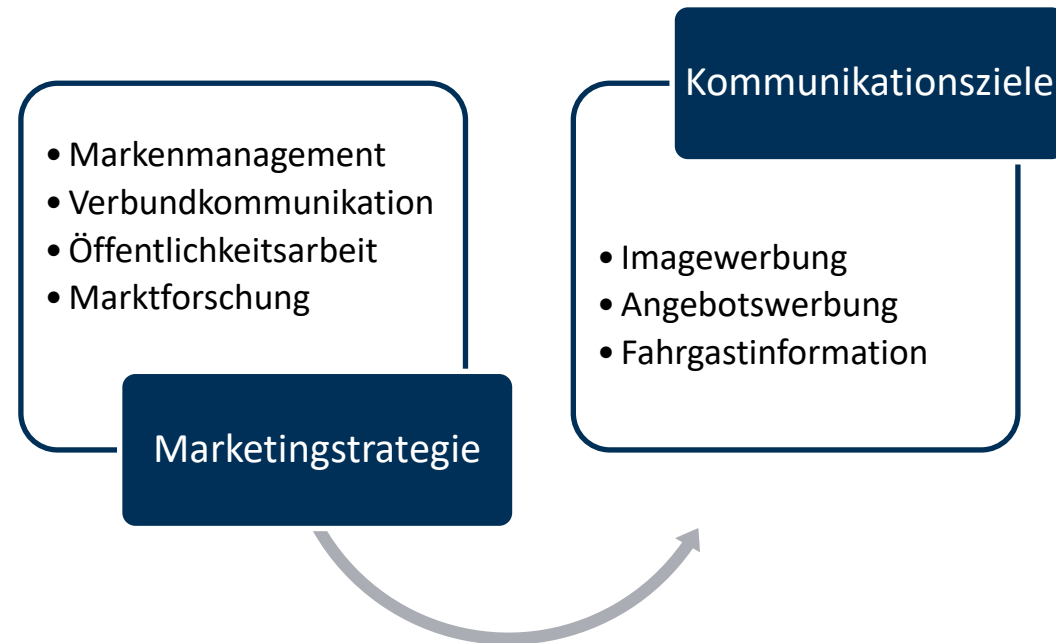 • Markenmanagement
• Verbundkommunikation
• Öffentlichkeitsarbeit
• Marktforschung
Marketingstrategie
Kommunikationsziele
• Imagewerbung
• Angebotswerbung
• Fahrgastinformation